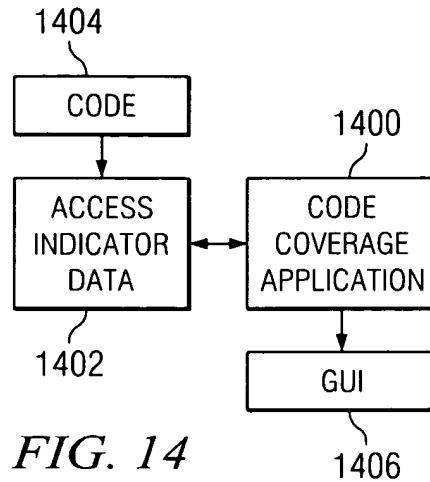 1404
CODE
1400
ACCESS
INDICATOR
DATA
CODE
COVERAGE
APPLICATION
1402
GUI
FIG. 14
1406